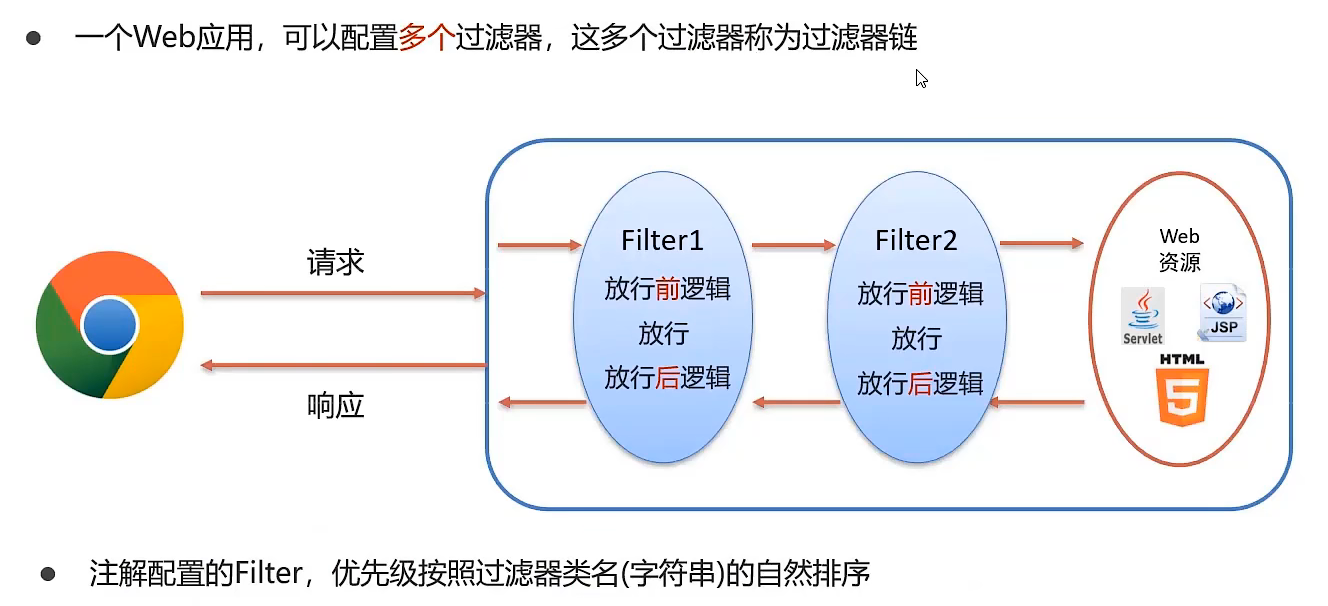 一个Web应用，可以配置多个过滤器，这多个过滤器称为过滤器链
请求
响应
Filter1
放行前逻辑
放行
放行后逻辑
Filter2
放行前逻辑
放行
放行后逻辑
Web
资源
Servlet
JSP
HTML
5
注解配置的Filter，优先级按照过滤器类名(字符串)的自然排序